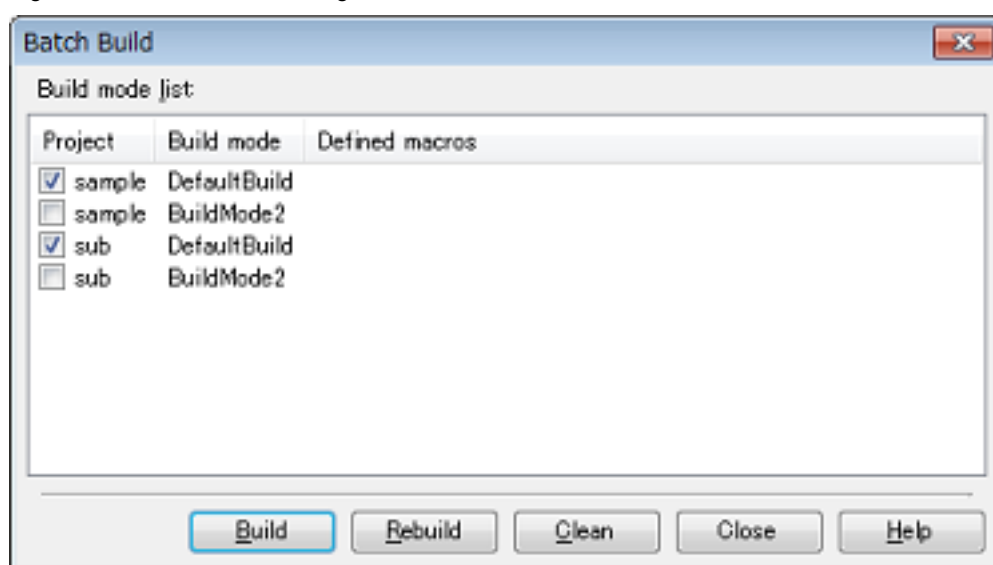 Batch Build
Build mode list:
Project Build mode Defined macros
sample DefaultBuild
sample BuildMode2
sub DefaultBuild
sub BuildMode2
Build Rebuild Clean Close Help